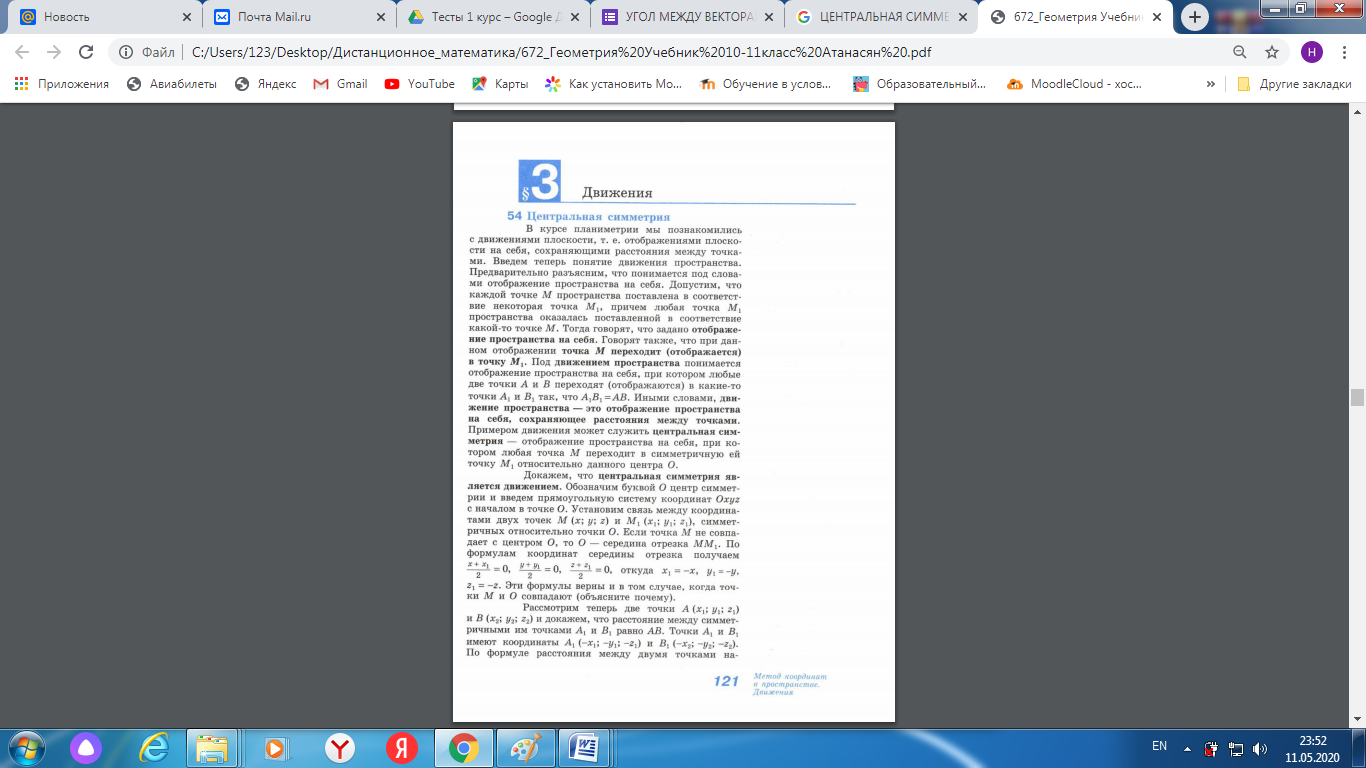 Новость
Почта Mail.ru
Тесты 1 курс – Google Д
УГОЛ МЕЖДУ ВЕКТОРА
ЦЕНТРАЛЬНАЯ СИММЕ
672_Геометрия Учебник
Файл
C:/Users/123/Desktop/Дистанционное_математика/672_Геометрия%20Учебник%2010-11класс%20Атанасян%20.pdf
Н
Приложения
Авиабилеты
Яндекс
Gmail
YouTube
Карты
Как установить Mo...
Обучение в услов...
Образовательный...
MoodleCloud - хос...
»
Другие закладки
§3
Движения
54 Центральная симметрия
В курсе планиметрии мы познакомились
с движениями плоскости, т. е. отображениями плоско-
сти на себя, сохраняющими расстояния между точка-
ми. Введем теперь понятие движения пространства.
Предварительно разъясним, что понимается под слова-
ми отображение пространства на себя. Допустим, что
каждой точке M пространства поставлена в соответст-
вие некоторая точка M₁, причем любая точка M₁
пространства оказалась поставленной в соответствие
какой-то точке M. Тогда говорят, что задано отображе-
ние пространства на себя. Говорят также, что при дан-
ном отображении точка M переходит (отображается)
в точку M₁. Под движением пространства понимается
отображение пространства на себя, при котором любые
две точки A и B переходят (отображаются) в какие-то
точки A₁ и B₁ так, что A₁B₁ = AB. Иными словами, дви-
жение пространства — это отображение пространства
на себя, сохраняющее расстояния между точками.
Примером движения может служить центральная сим-
метрия — отображение пространства на себя, при ко-
тором любая точка M переходит в симметричную ей
точку M₁ относительно данного центра O.
Докажем, что центральная симметрия яв-
ляется движением. Обозначим буквой O центр симмет-
рии и введем прямоугольную систему координат Oxyz
с началом в точке O. Установим связь между координа-
тами двух точек M (x; y; z) и M₁ (x₁; y₁; z₁), симмет-
ричных относительно точки O. Если точка M не совпа-
дает с центром O, то O — середина отрезка MM₁. По
формулам координат середины отрезка получаем
(x + x₁)/2 = 0, (y + y₁)/2 = 0, (z + z₁)/2 = 0, откуда x₁ = –x, y₁ = –y,
z₁ = –z. Эти формулы верны и в том случае, когда точ-
ки M и O совпадают (объясните почему).
Рассмотрим теперь две точки A (x₁; y₁; z₁)
и B (x₂; y₂; z₂) и докажем, что расстояние между симмет-
ричными им точками A₁ и B₁ равно AB. Точки A₁ и B₁
имеют координаты A₁ (–x₁; –y₁; –z₁) и B₁ (–x₂; –y₂; –z₂).
По формуле расстояния между двумя точками на-
121
Метод координат
в пространстве.
Движения
EN
23:52
11.05.2020